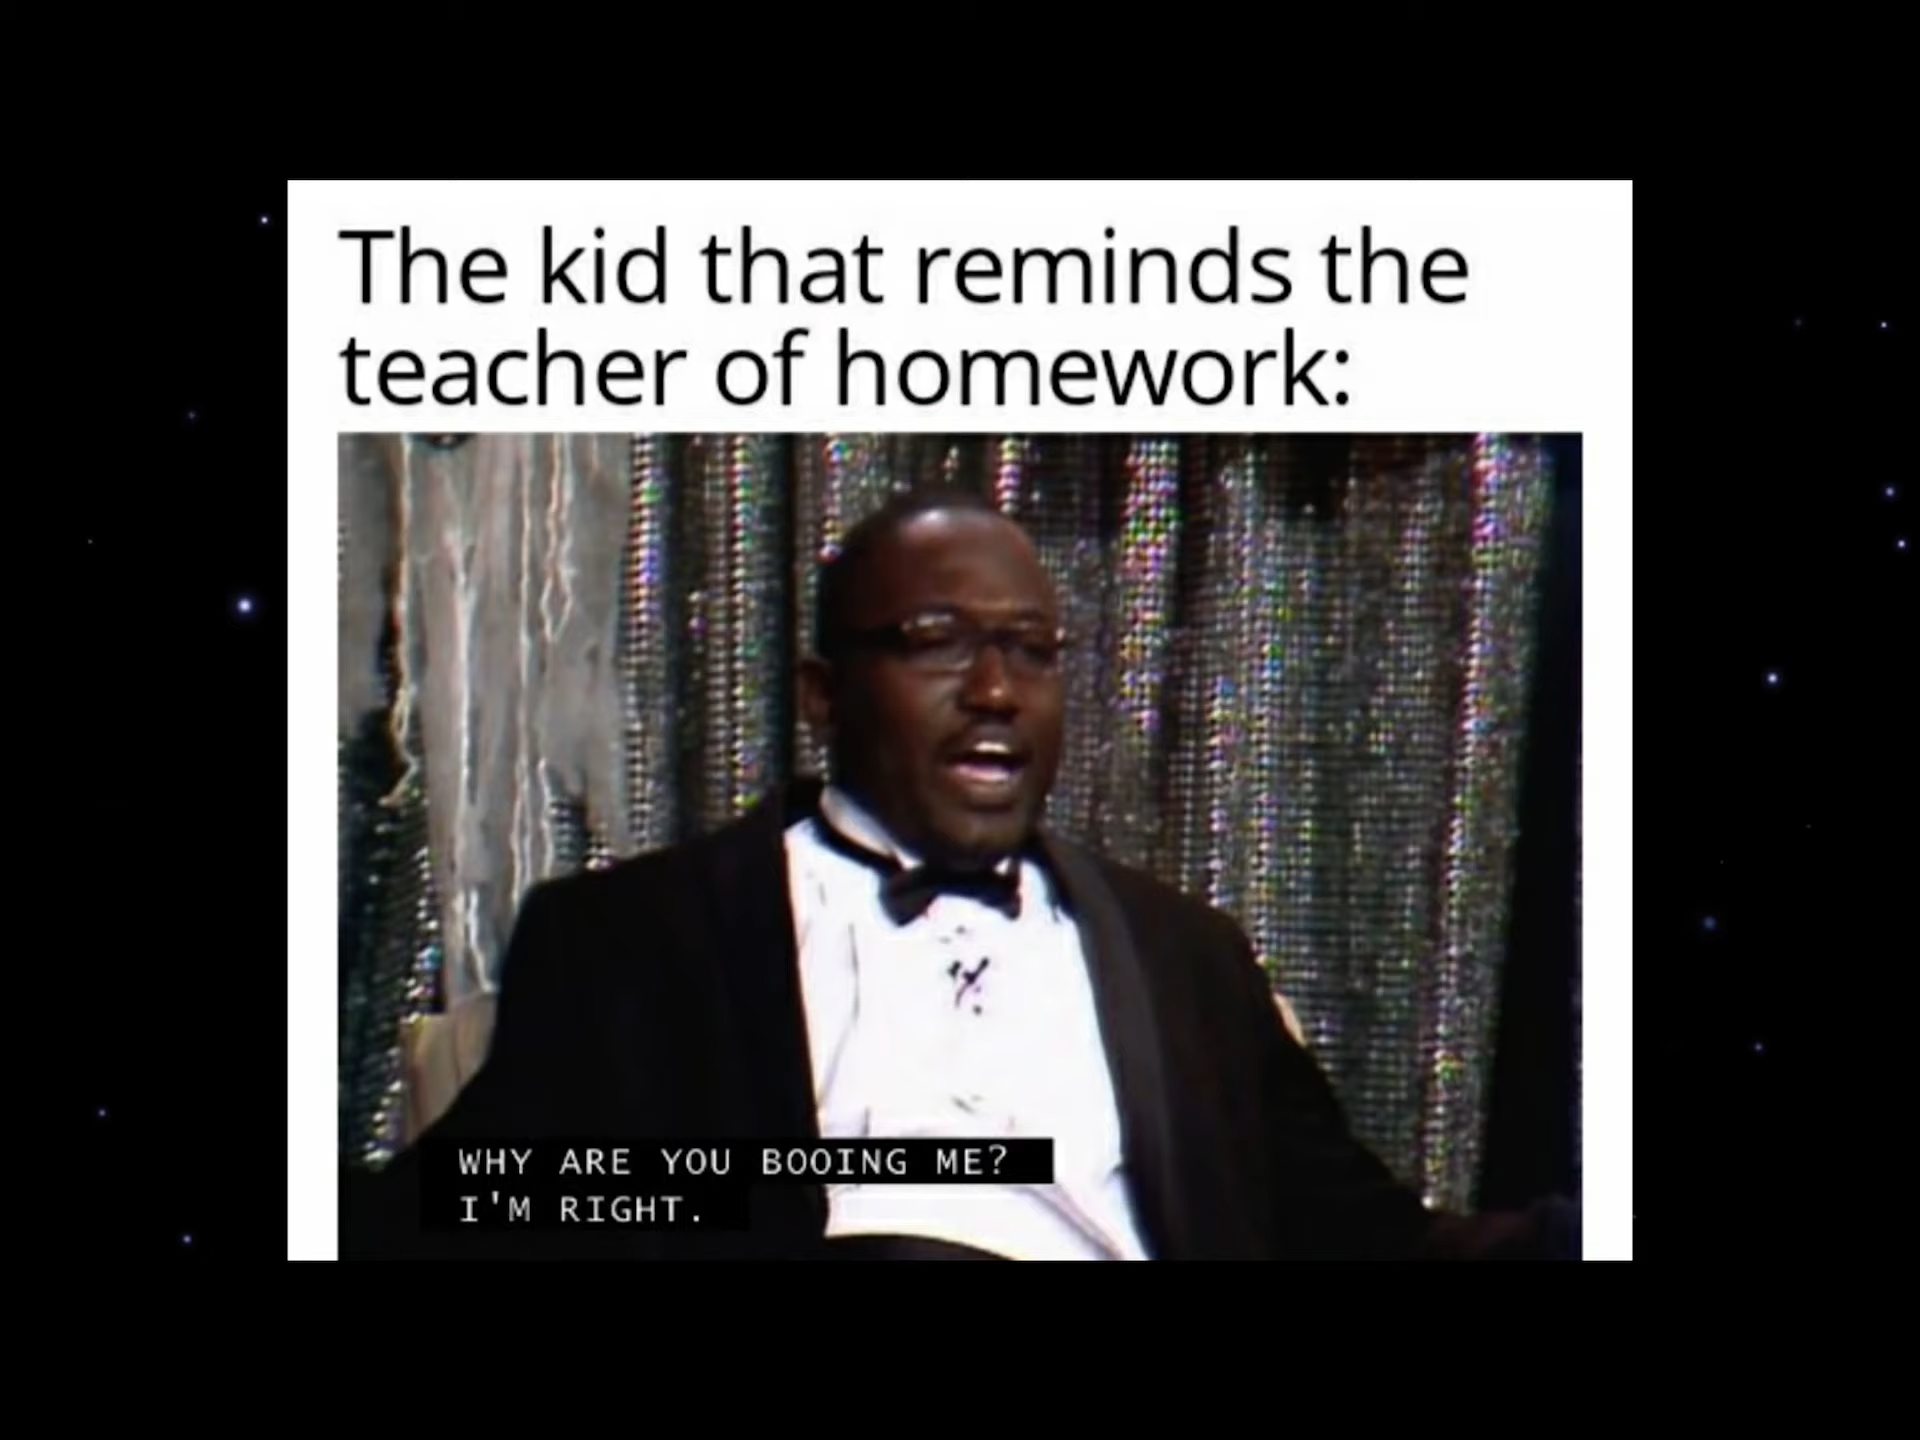 The kid that reminds the
teacher of homework:
WHY ARE YOU BOOING ME?
I'M RIGHT.